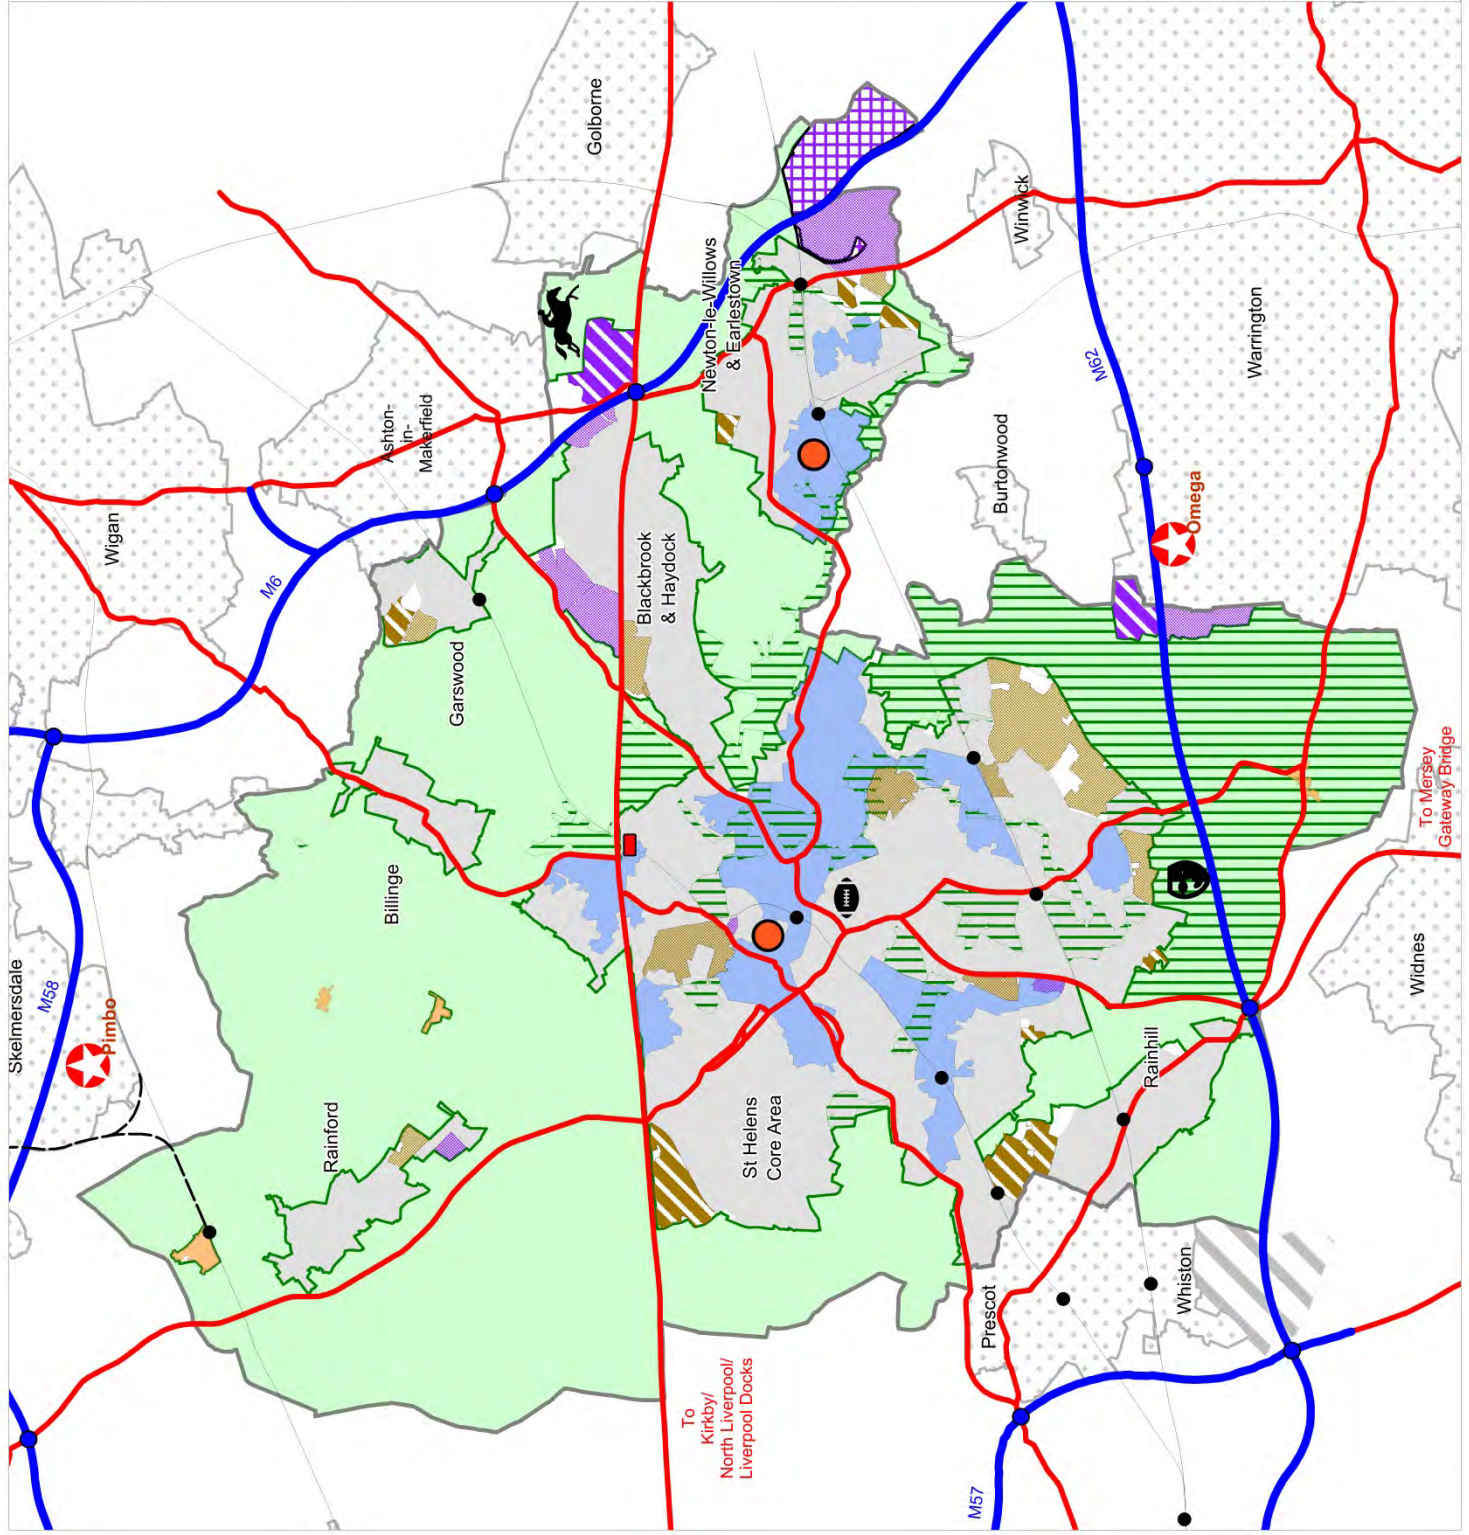 Golborne
Newton-le-Willows
& Earlestown
Winwick
Warrington
M62
Ashton-
in-
Makerfield
Wigan
M6
Burtonwood
Omega
Blackbrook
& Haydock
Garswood
Billinge
To Mersey
Gateway Bridge
Widnes
Skelmersdale
M58
Pimbo
Rainford
St Helens
Core Area
Rainhill
Whiston
Prescot
To
Kirkby/
North Liverpool/
Liverpool Docks
M57